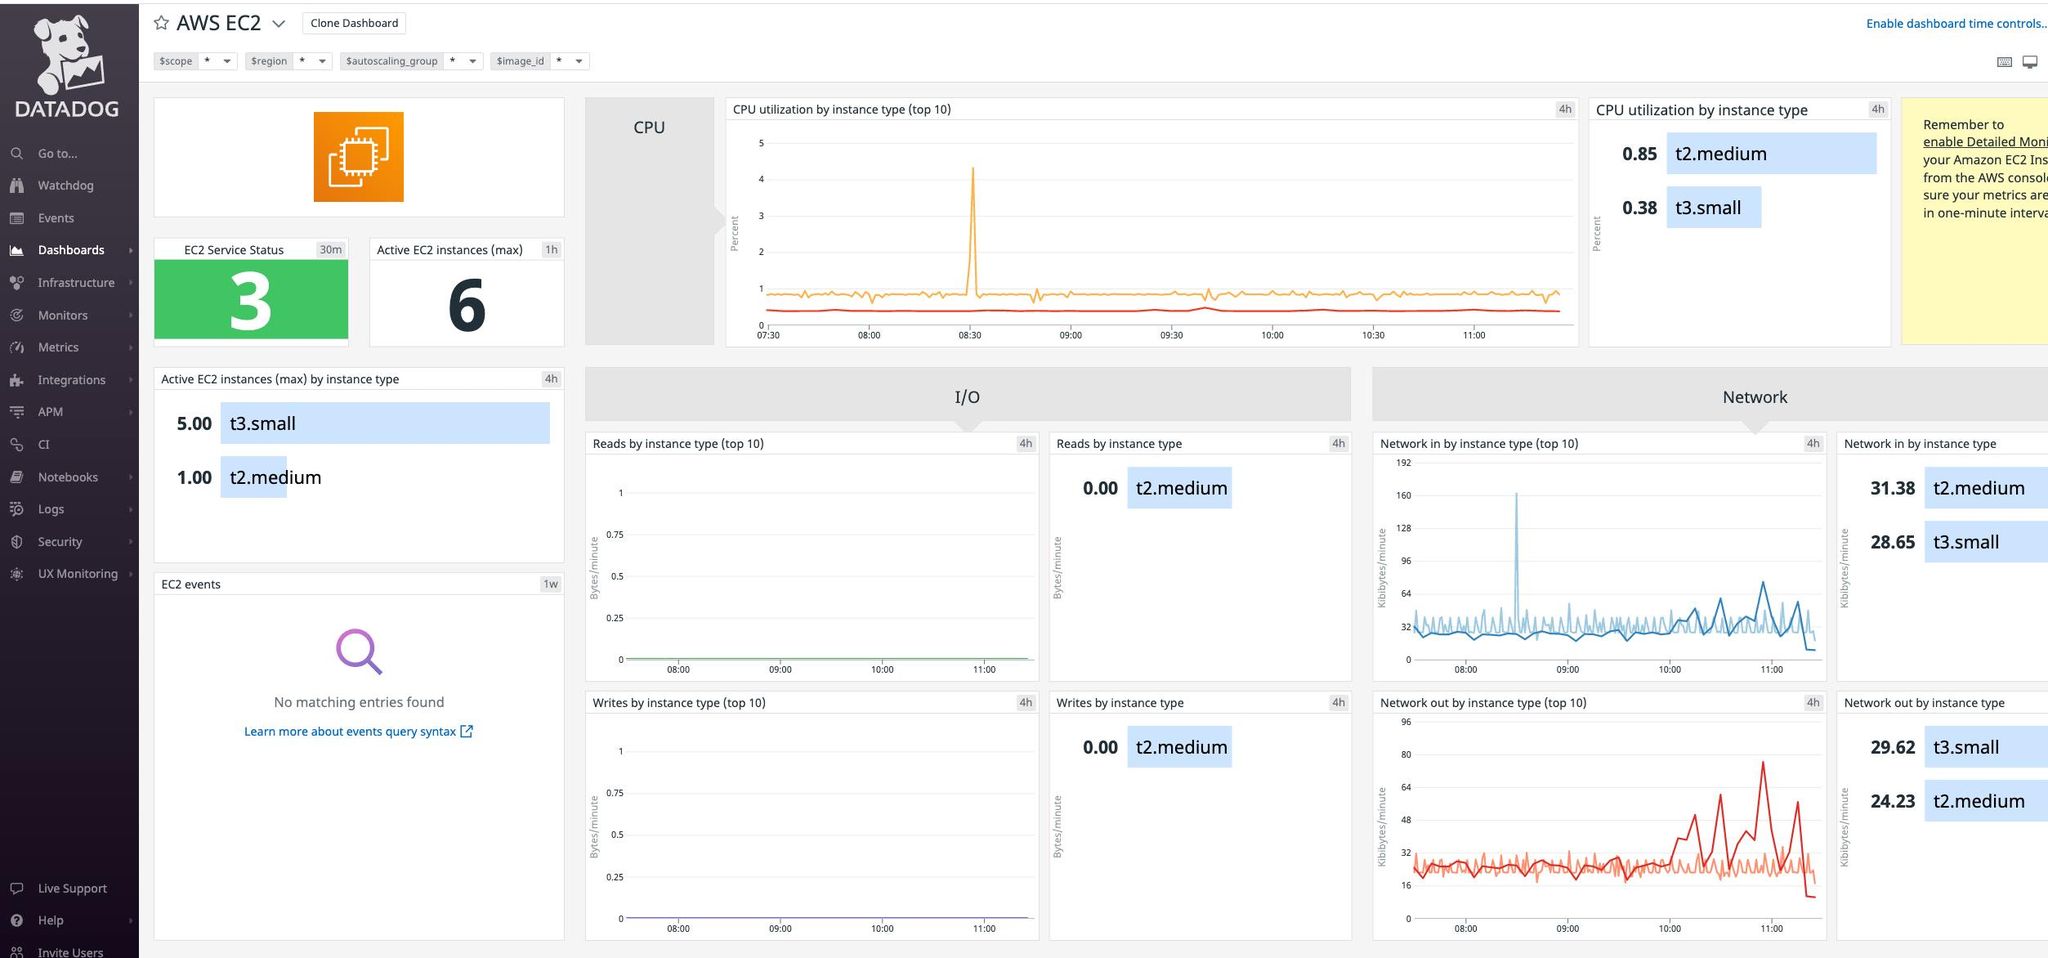 DATADOG
Go to...
Watchdog
Events
Dashboards
Infrastructure
Monitors
Metrics
Integrations
APM
CI
Notebooks
Logs
Security
UX Monitoring
Live Support
Help
Invite Users
AWS EC2
Clone Dashboard
Enable dashboard time controls..
$scope *
$region *
$autoscaling_group *
$image_id *
EC2 Service Status 30m
3
Active EC2 instances (max) 1h
6
Active EC2 instances (max) by instance type 4h
5.00 t3.small
1.00 t2.medium
EC2 events 1w
No matching entries found
Learn more about events query syntax
CPU
CPU utilization by instance type (top 10) 4h
Percent
5
4
3
2
1
0
07:30 08:00 08:30 09:00 09:30 10:00 10:30 11:00
CPU utilization by instance type 4h
Percent
0.85 t2.medium
0.38 t3.small
Remember to
enable Detailed Moni
your Amazon EC2 Ins
from the AWS console
sure your metrics are
in one-minute interva
I/O
Reads by instance type (top 10) 4h
Bytes/minute
1
0.75
0.5
0.25
0
08:00 09:00 10:00 11:00
Reads by instance type 4h
Bytes/minute
0.00 t2.medium
Writes by instance type (top 10) 4h
Bytes/minute
1
0.75
0.5
0.25
0
08:00 09:00 10:00 11:00
Writes by instance type 4h
Bytes/minute
0.00 t2.medium
Network
Network in by instance type (top 10) 4h
Kibibytes/minute
192
160
128
96
64
32
0
08:00 09:00 10:00 11:00
Network in by instance type
Kibibytes/minute
31.38 t2.medium
28.65 t3.small
Network out by instance type (top 10) 4h
Kibibytes/minute
96
80
64
48
32
16
0
08:00 09:00 10:00 11:00
Network out by instance type
Kibibytes/minute
29.62 t3.small
24.23 t2.medium